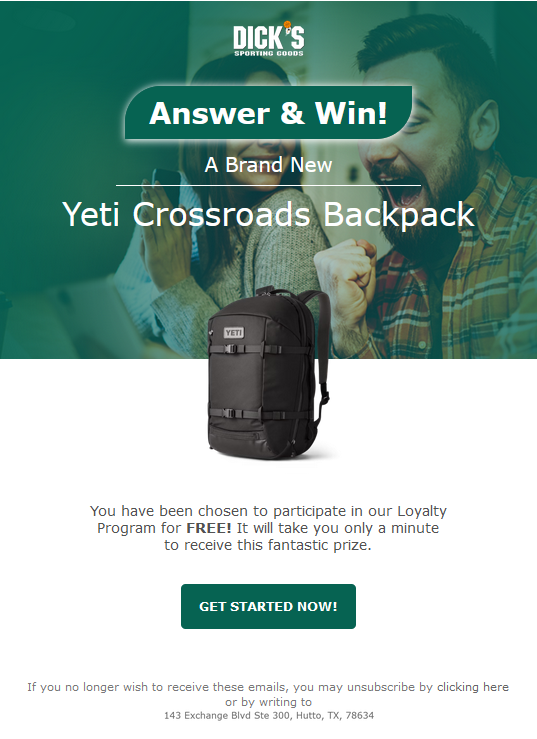 DICK'S
SPORTING GOODS
Answer & Win!
A Brand New
Yeti Crossroads Backpack
YETI
You have been chosen to participate in our Loyalty
Program for FREE! It will take you only a minute
to receive this fantastic prize.
GET STARTED NOW!
If you no longer wish to receive these emails, you may unsubscribe by clicking here
or by writing to
143 Exchange Blvd Ste 300, Hutto, TX, 78634